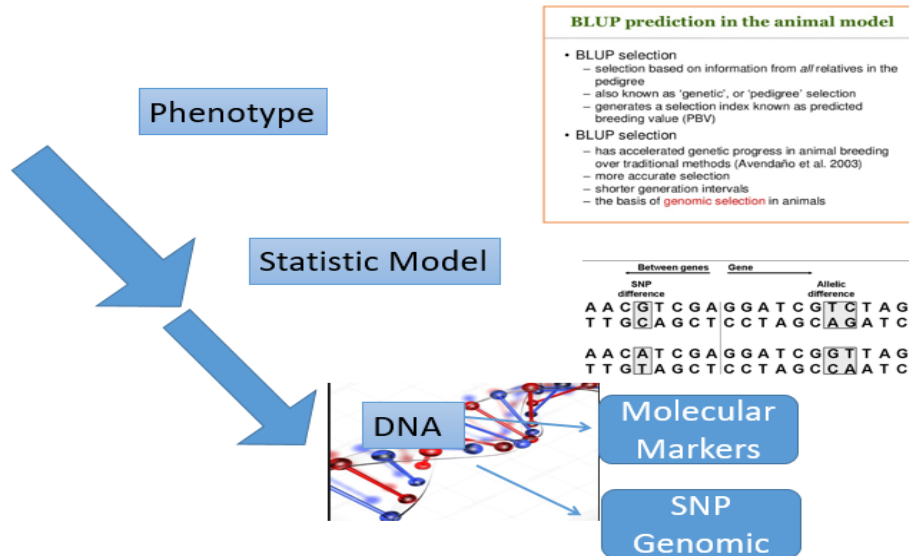 BLUP prediction in the animal model
• BLUP selection
– selection based on information from all relatives in the
pedigree
– also known as 'genetic', or 'pedigree' selection
– generates a selection index known as predicted
breeding value (PBV)
• BLUP selection
– has accelerated genetic progress in animal breeding
over traditional methods (Avendaño et al. 2003)
– more accurate selection
– shorter generation intervals
– the basis of genomic selection in animals
Phenotype
Statistic Model
Between genes Gene
SNP
difference
Allelic
difference
A A C G T C G A G G A T C G T C T A G
T T G C A G C T C C T A G C A G A T C
A A C A T C G A G G A T C G G T T A G
T T G T A G C T C C T A G C C A A T C
DNA
Molecular
Markers
SNP
Genomic